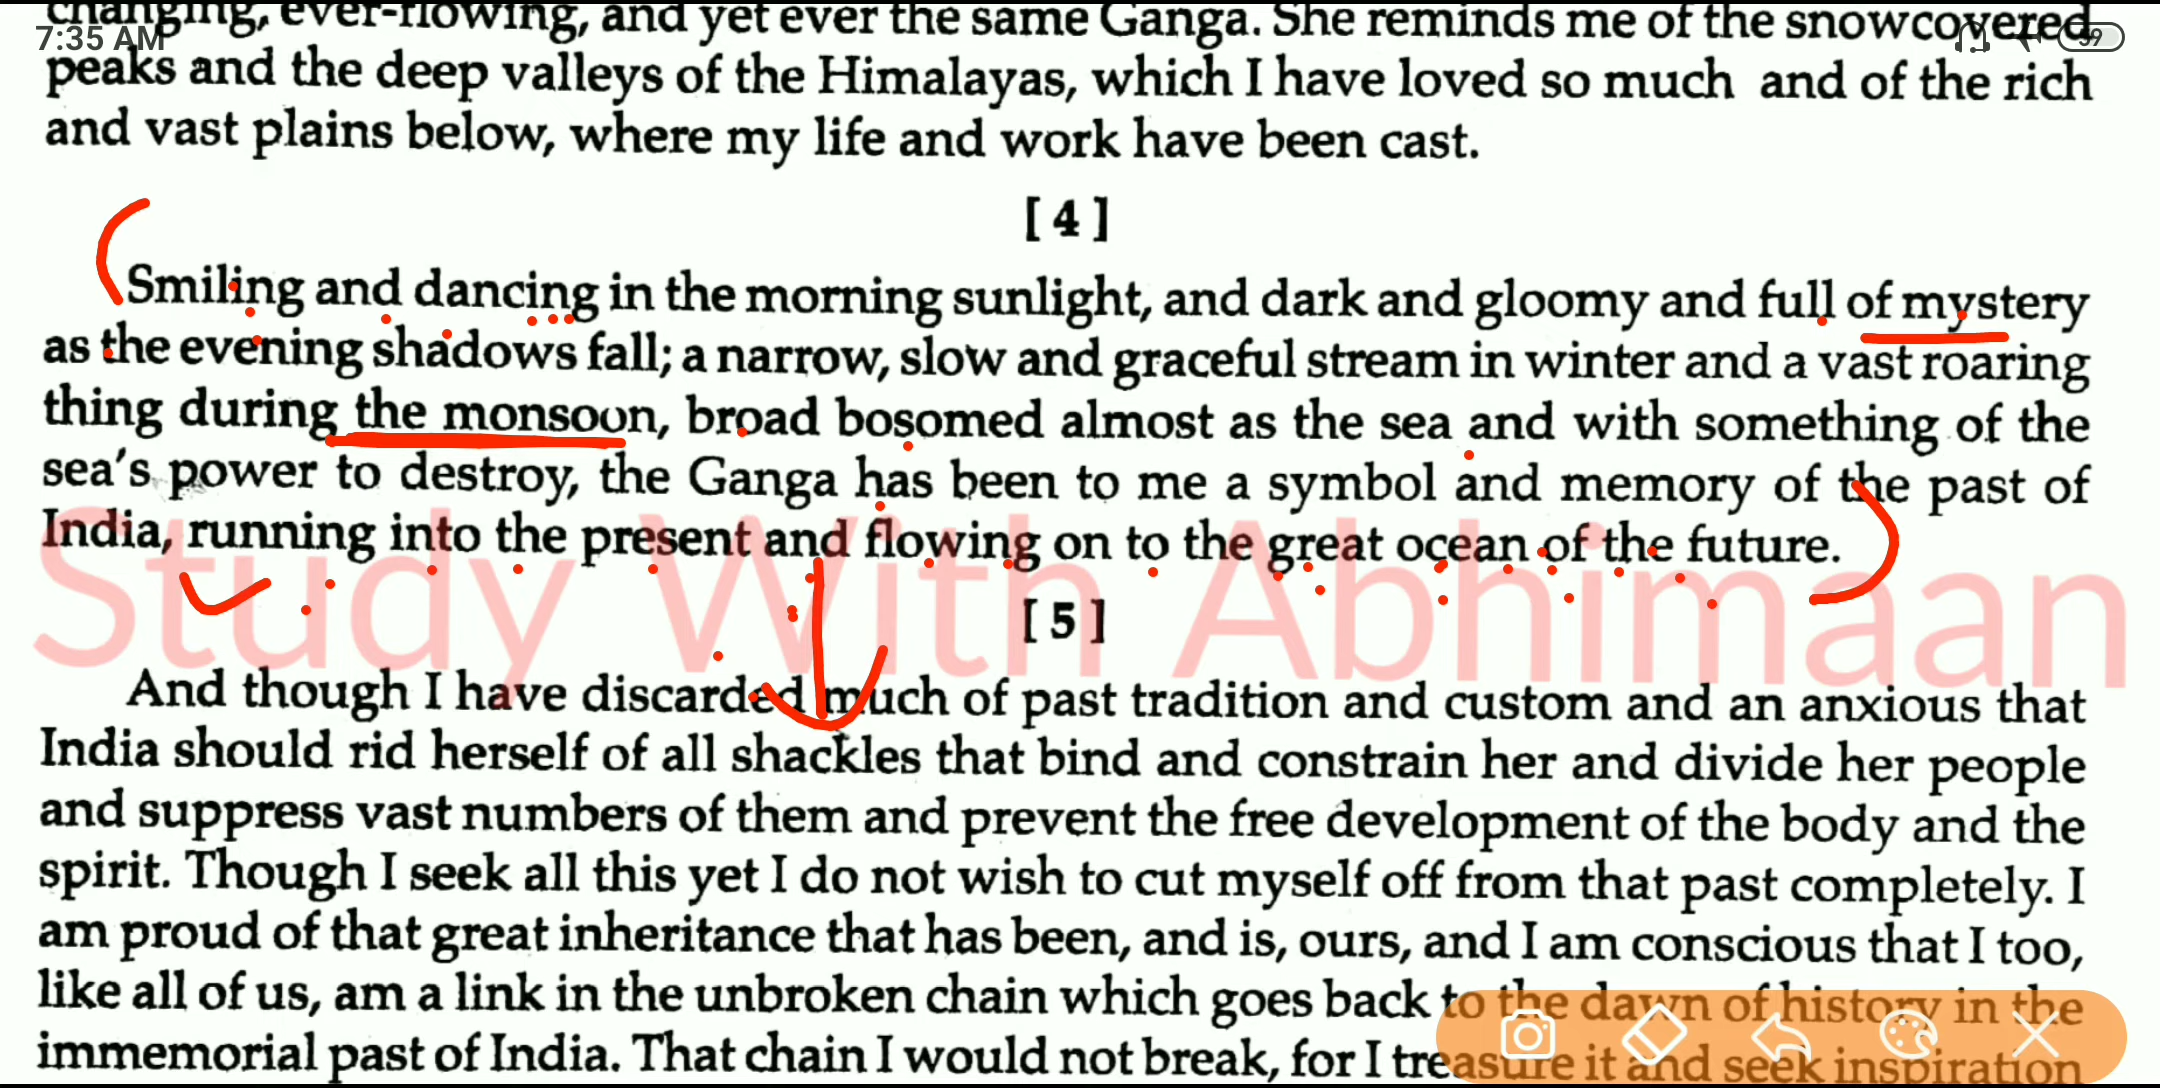 changing, ever-flowing, and yet ever the same Ganga. She reminds me of the snowcovered
7:35 AM
59
peaks and the deep valleys of the Himalayas, which I have loved so much and of the rich
and vast plains below, where my life and work have been cast.
[ 4 ]
Smiling and dancing in the morning sunlight, and dark and gloomy and full of mystery
as the evening shadows fall; a narrow, slow and graceful stream in winter and a vast roaring
thing during the monsoon, broad bosomed almost as the sea and with something of the
sea's power to destroy, the Ganga has been to me a symbol and memory of the past of
India, running into the present and flowing on to the great ocean of the future.
Study With Abhimaan
[ 5 ]
And though I have discarded much of past tradition and custom and an anxious that
India should rid herself of all shackles that bind and constrain her and divide her people
and suppress vast numbers of them and prevent the free development of the body and the
spirit. Though I seek all this yet I do not wish to cut myself off from that past completely. I
am proud of that great inheritance that has been, and is, ours, and I am conscious that I too,
like all of us, am a link in the unbroken chain which goes back to the dawn of history in the
immemorial past of India. That chain I would not break, for I treasure it and seek inspiration